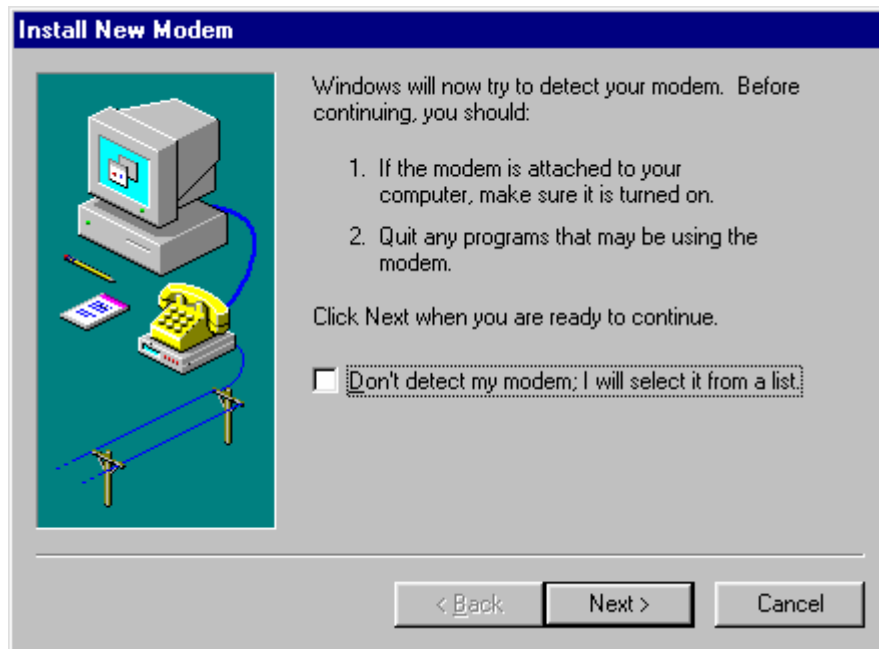 Install New Modem
Windows will now try to detect your modem.  Before
continuing, you should:
1.  If the modem is attached to your
computer, make sure it is turned on.
2.  Quit any programs that may be using the
modem.
Click Next when you are ready to continue.
Don't detect my modem; I will select it from a list.
< Back
Next >
Cancel